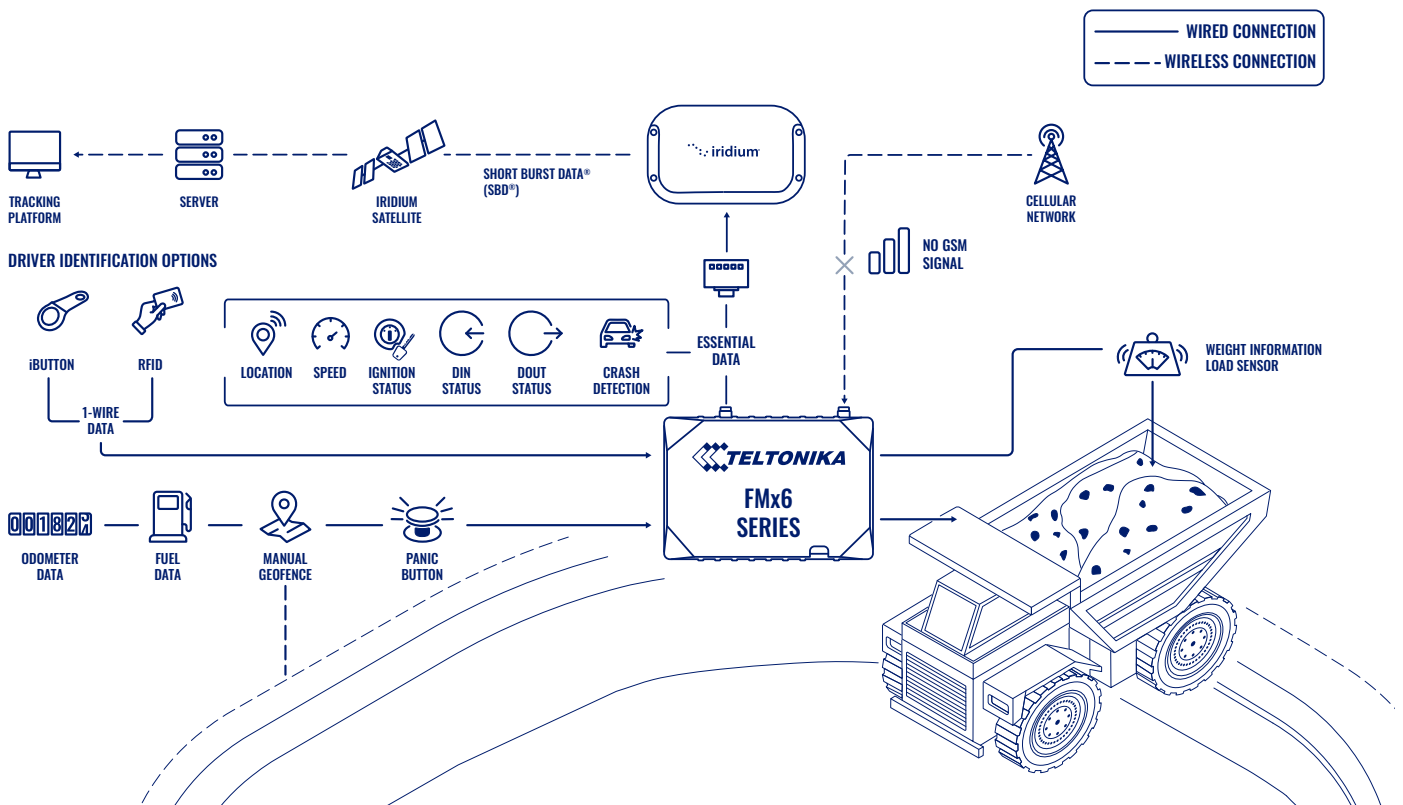 WIRED CONNECTION
WIRELESS CONNECTION
iridium
TRACKING
PLATFORM
SERVER
IRIDIUM
SATELLITE
SHORT BURST DATA®
(SBD®)
CELLULAR
NETWORK
NO GSM
SIGNAL
DRIVER IDENTIFICATION OPTIONS
iBUTTON
RFID
1-WIRE
DATA
LOCATION
SPEED
IGNITION
STATUS
DIN
STATUS
DOUT
STATUS
CRASH
DETECTION
ESSENTIAL
DATA
WEIGHT INFORMATION
LOAD SENSOR
TELTONIKA
FMx6
SERIES
00182
ODOMETER
DATA
FUEL
DATA
MANUAL
GEOFENCE
PANIC
BUTTON